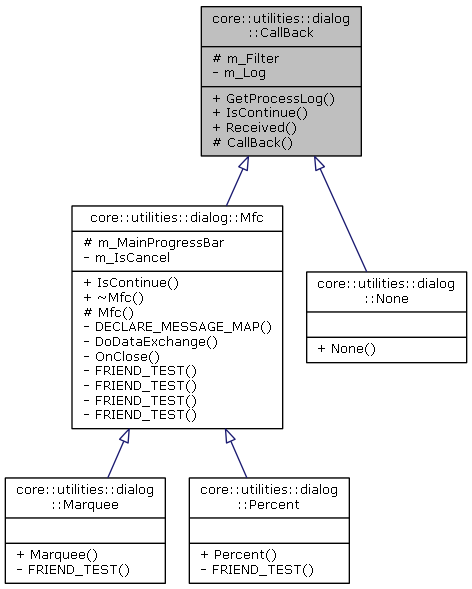 core::utilities::dialog
::CallBack
# m_Filter
- m_Log
+ GetProcessLog()
+ IsContinue()
+ Received()
# CallBack()
core::utilities::dialog::Mfc
# m_MainProgressBar
- m_IsCancel
+ IsContinue()
+ ~Mfc()
# Mfc()
- DECLARE_MESSAGE_MAP()
- DoDataExchange()
- OnClose()
- FRIEND_TEST()
- FRIEND_TEST()
- FRIEND_TEST()
- FRIEND_TEST()
core::utilities::dialog
::None
+ None()
core::utilities::dialog
::Marquee
+ Marquee()
- FRIEND_TEST()
core::utilities::dialog
::Percent
+ Percent()
- FRIEND_TEST()